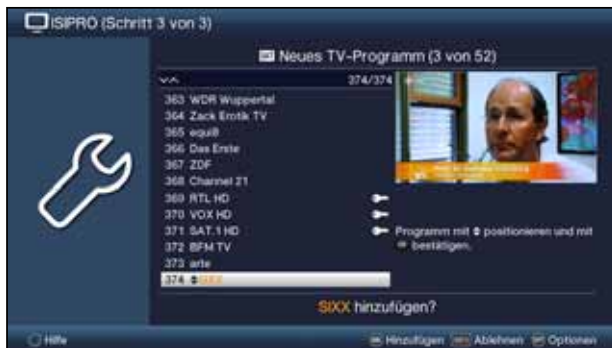 ISIPRO (Schritt 3 von 3)
Neues TV-Programm (3 von 52)
374/374
363 WDR Wuppertal
364 Zack Erotik TV
365 equi8
366 Das Erste
367 ZDF
368 Channel 21
369 RTL HD
370 VOX HD
371 SAT.1 HD
372 BFM TV
373 arte
374 SIXX
Programm mit positionieren und mit
bestätigen.
SIXX hinzufügen?
Hilfe
Hinzufügen Ablehnen Optionen